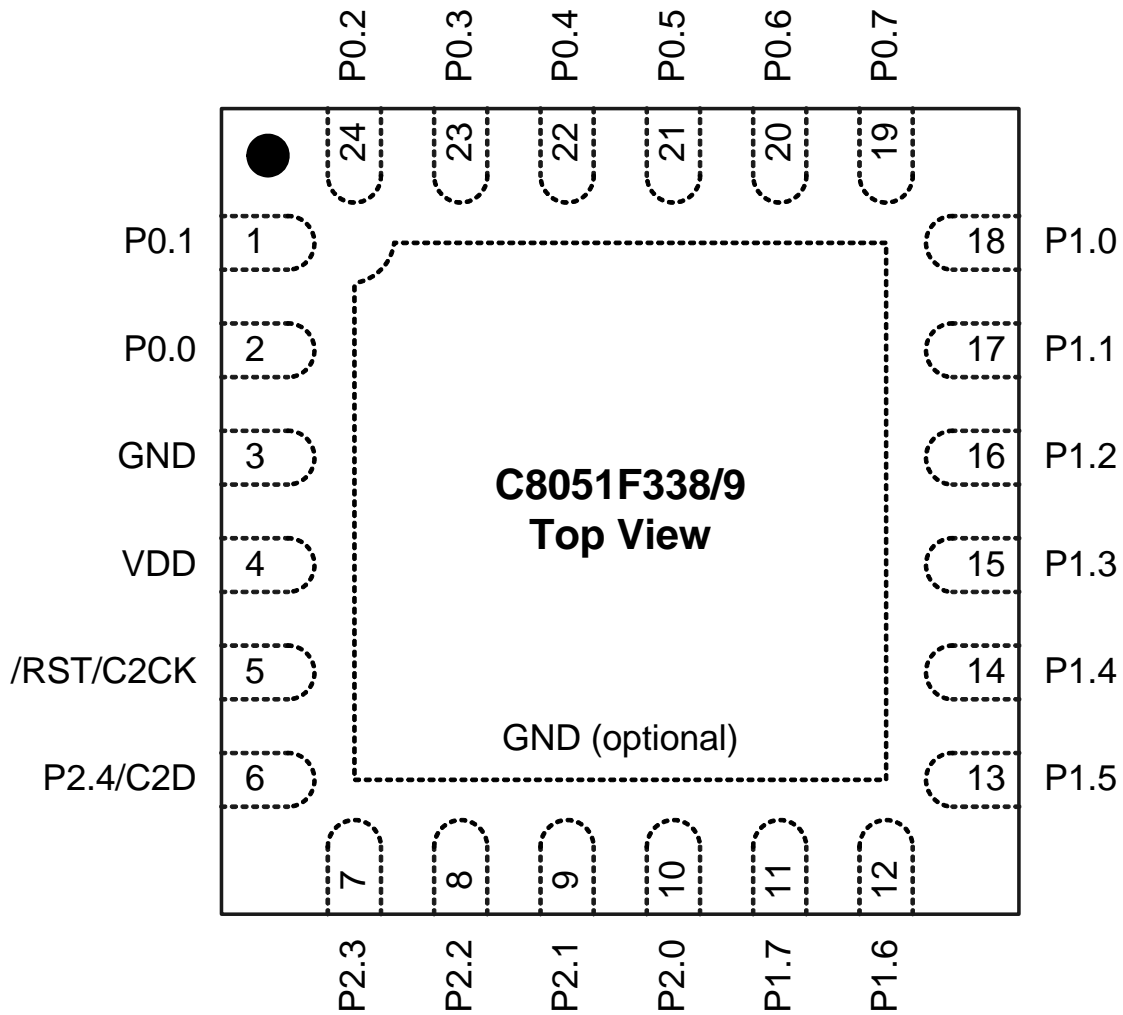 P0.2
P0.3
P0.4
P0.5
P0.6
P0.7
24
23
22
21
20
19
P0.1
1
18
P1.0
P0.0
2
17
P1.1
GND
3
16
P1.2
C8051F338/9
Top View
VDD
4
15
P1.3
/RST/C2CK
5
14
P1.4
GND (optional)
P2.4/C2D
6
13
P1.5
7
8
9
10
11
12
P2.3
P2.2
P2.1
P2.0
P1.7
P1.6